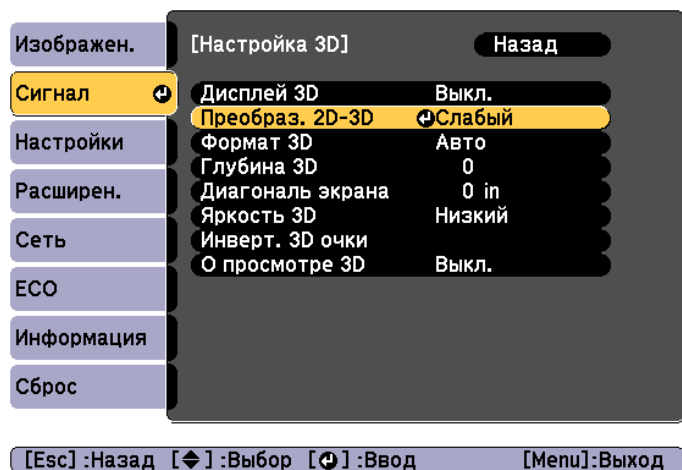 Изображен.
Сигнал
Настройки
Расширен.
Сеть
ECO
Информация
Сброс
[Настройка 3D] Назад
Дисплей 3D Выкл.
Преобраз. 2D-3D Слабый
Формат 3D Авто
Глубина 3D 0
Диагональ экрана 0 in
Яркость 3D Низкий
Инверт. 3D очки
О просмотре 3D Выкл.
[Esc] :Назад [◆] :Выбор [⏎] :Ввод [Menu]:Выход